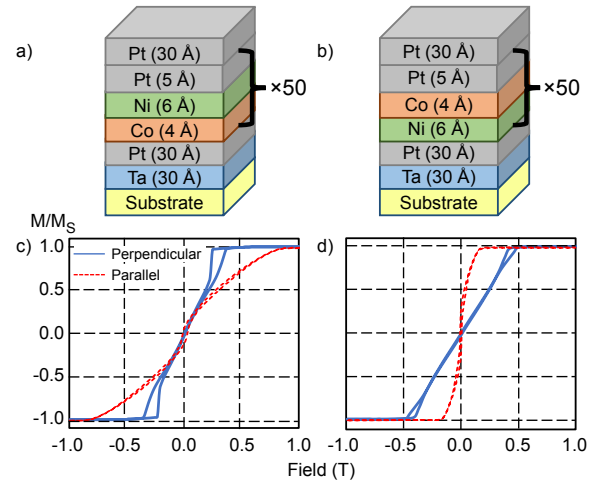 a)
Pt (30 Å)
Pt (5 Å)
Ni (6 Å)
Co (4 Å)
Pt (30 Å)
Ta (30 Å)
Substrate
×50
b)
Pt (30 Å)
Pt (5 Å)
Co (4 Å)
Ni (6 Å)
Pt (30 Å)
Ta (30 Å)
Substrate
×50
M/MS
c)
1.0
0.5
0.0
-0.5
-1.0
Perpendicular
Parallel
-1.0 -0.5 0.0 0.5 1.0
d)
-1.0 -0.5 0.0 0.5 1.0
Field (T)